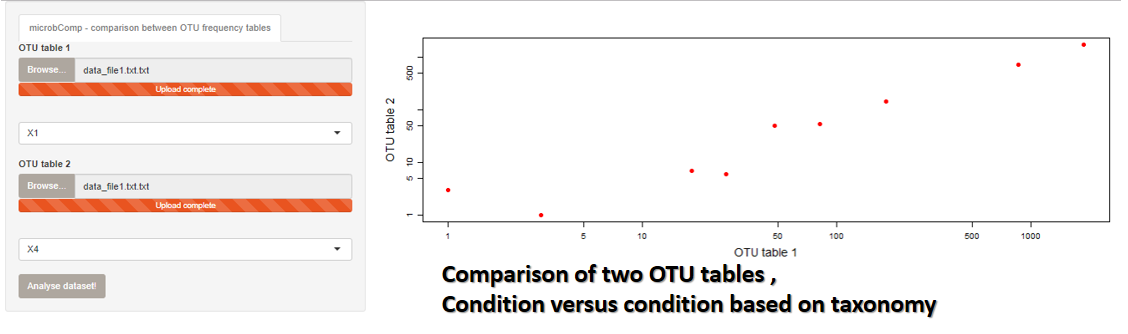 microbComp - comparison between OTU frequency tables
OTU table 1
Browse... data_file1.txt.txt
Upload complete
X1
OTU table 2
Browse... data_file1.txt.txt
Upload complete
X4
Analyse dataset!
OTU table 2
500
50
10
5
1
1 5 10 50 100 500 1000
OTU table 1
Comparison of two OTU tables ,
Condition versus condition based on taxonomy